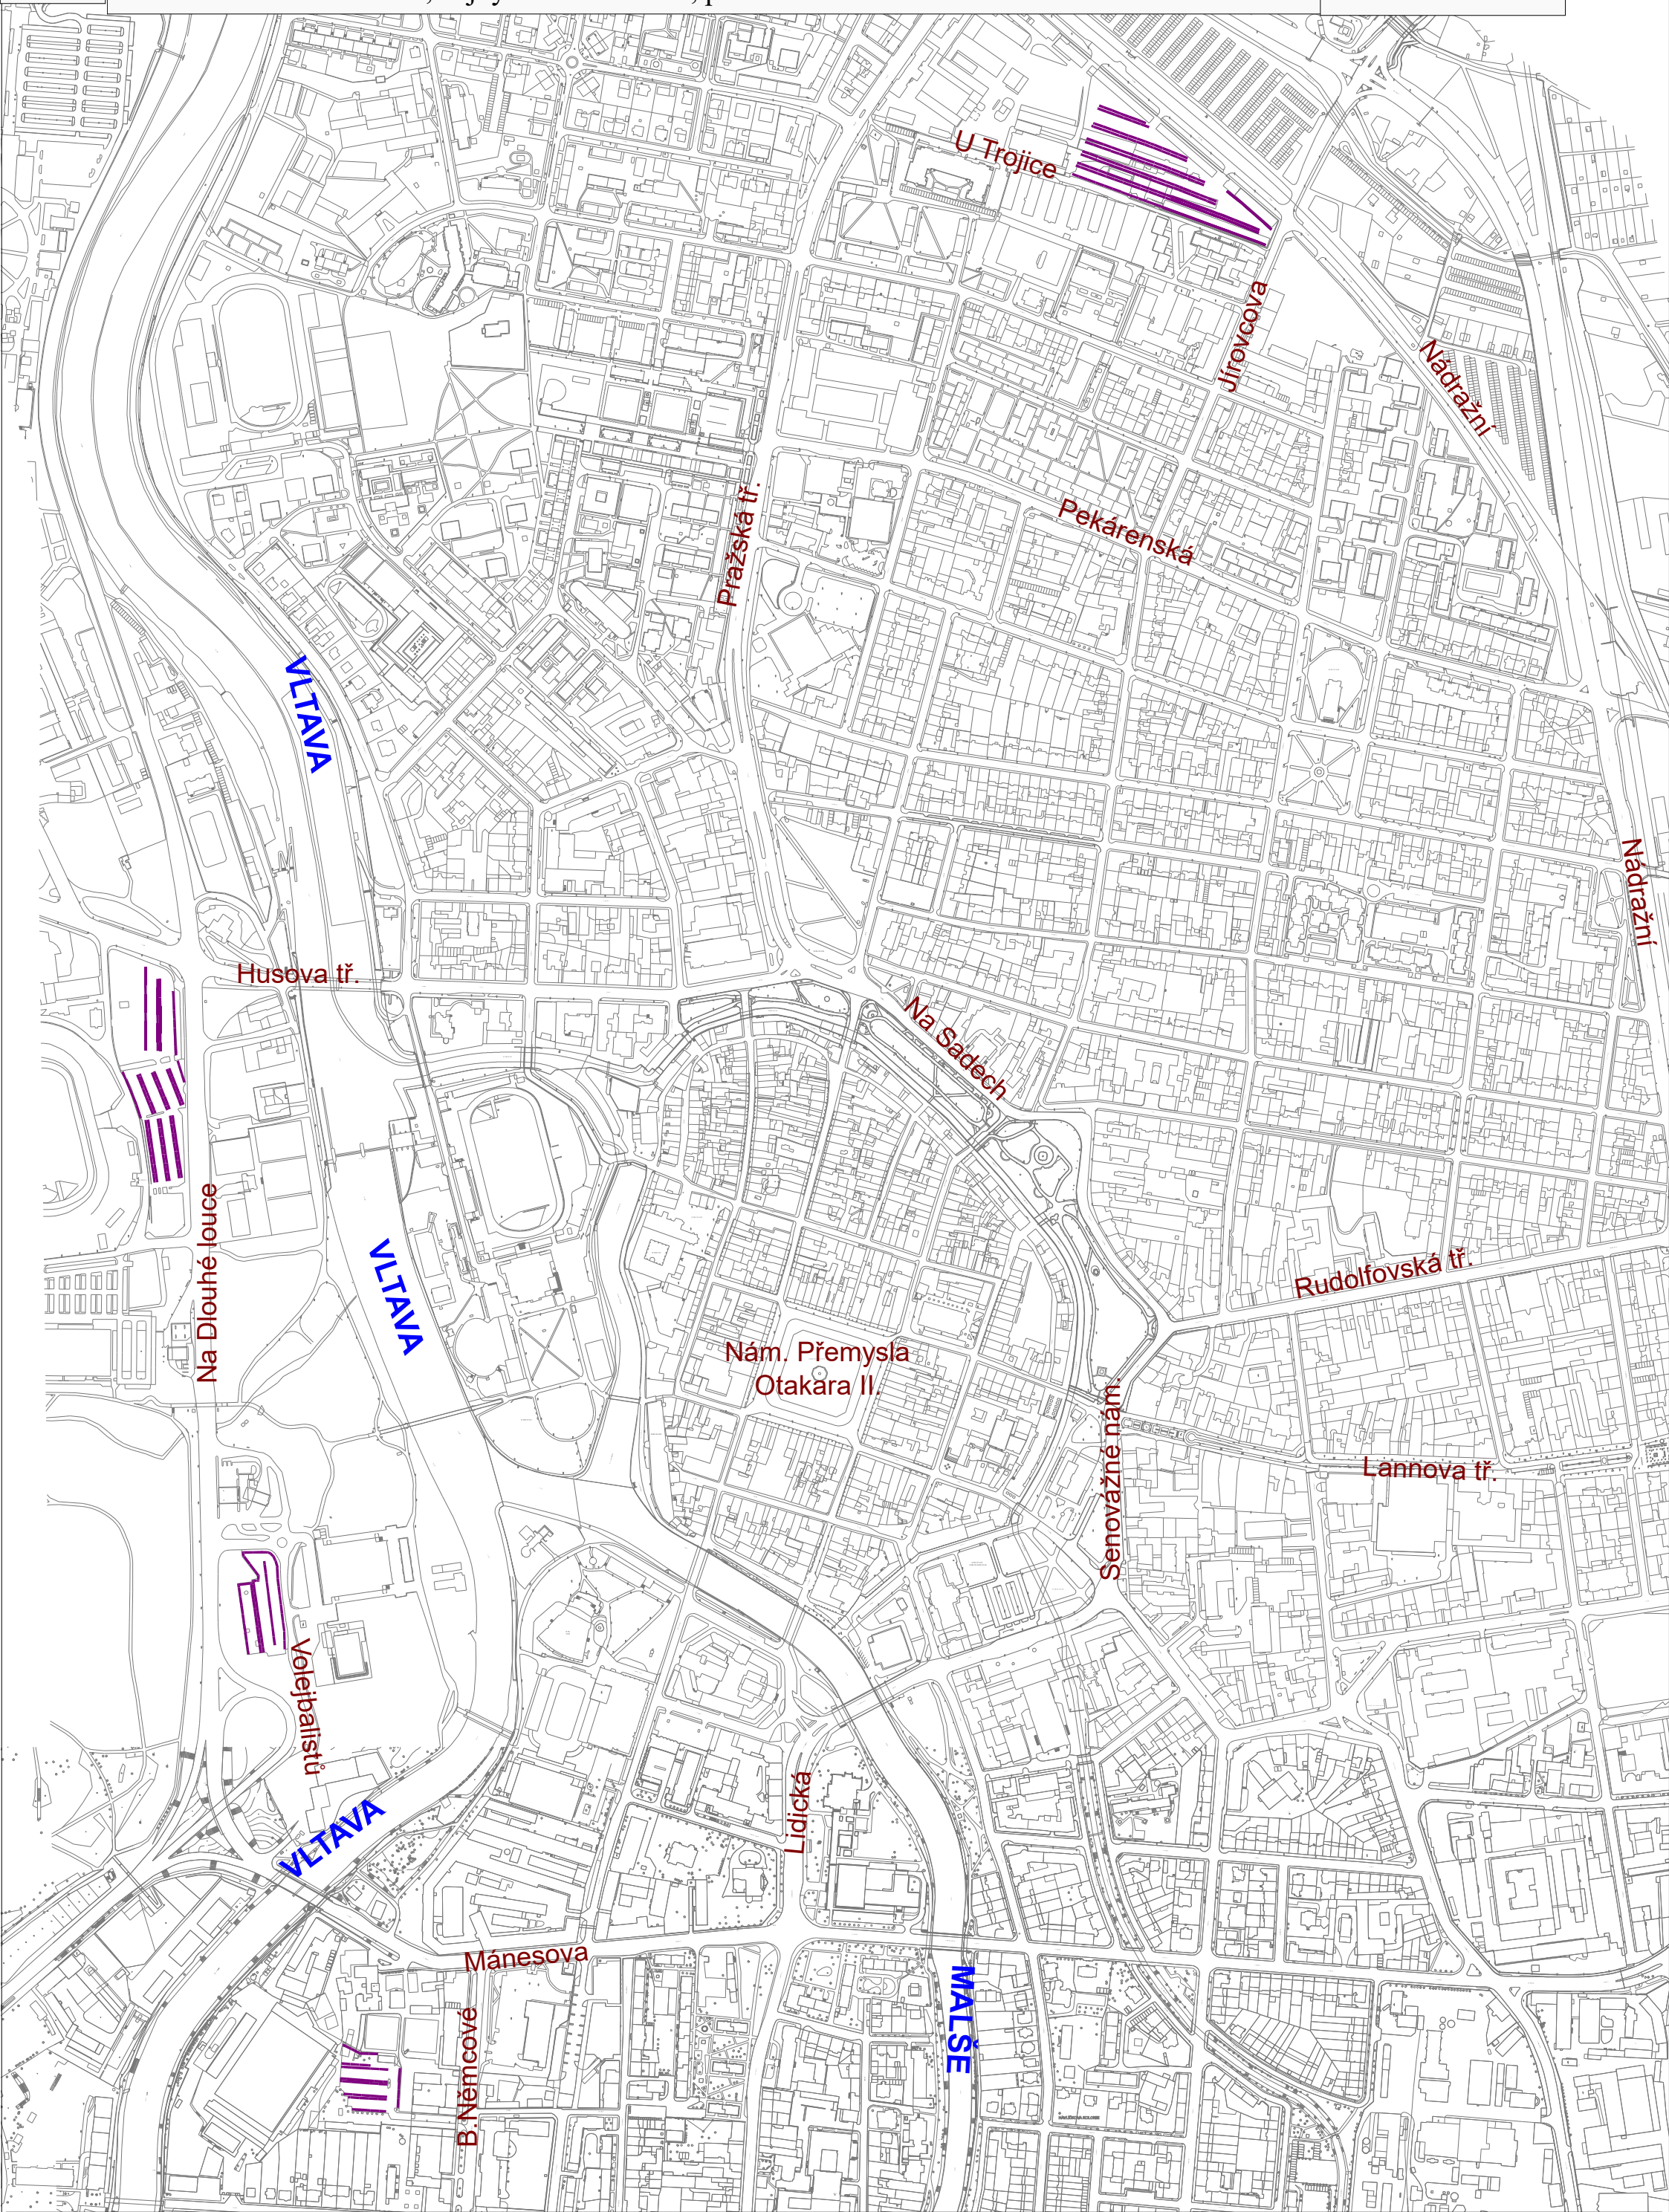 U Trojice
Jírovcova
Nádražní
Pražská tř.
Pekárenská
VLTAVA
Nádražní
Husova tř.
Na Sadech
Na Dlouhé louce
VLTAVA
Rudolfovská tř.
Nám. Přemysla
Otakara II.
Senovážné nám.
Lannova tř.
Volejbalistů
Lidická
VLTAVA
Mánesova
MALŠE
B.Němcové